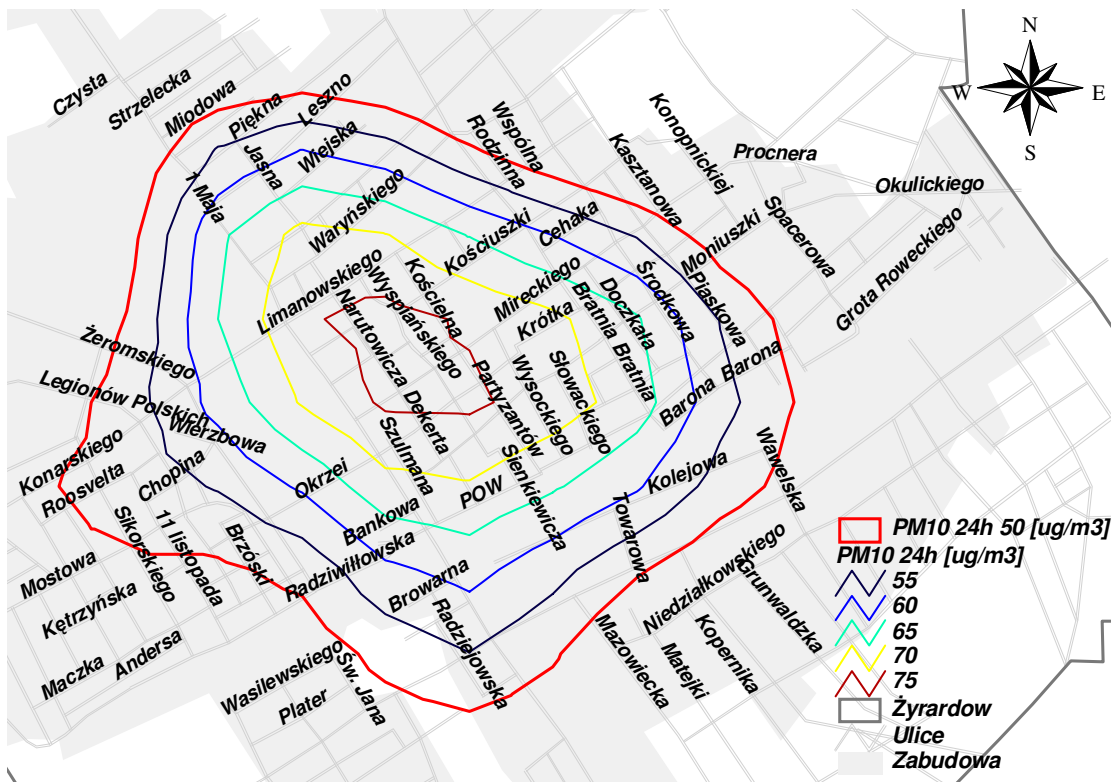 N
W
E
S
Czysta
Strzelecka
Miodowa
Piękna
Leszno
Jasna
Wiejska
1 Maja
Waryńskiego
Wspólna
Rodzinna
Konopnickiej
Kasztanowa
Procnera
Okulickiego
Spacerowa
Moniuszki
Grota Roweckiego
Cehaka
Kościuszki
Mireckiego
Środkowa
Piaskowa
Doczkała
Bratnia
Bratnia
Krótka
Kościelna
Wyspiańskiego
Limanowskiego
Narutowicza
Dekerta
Partyzantów
Wysockiego
Słowackiego
Barona
Barona
Żeromskiego
Legionów Polskich
Wierzbowa
Konarskiego
Roosvelta
Chopina
Okrzei
Szulmana
POW
Sienkiewicza
Kolejowa
Wawelska
Towarowa
Bankowa
Radziwiłłowska
Browarna
Radziejowska
Sikorskiego
11 listopada
Brzóski
Mostowa
Kętrzyńska
Maczka
Andersa
Wasilewskiego
Plater
Św. Jana
Niedziałkowskiego
Grunwaldzka
Mazowiecka
Matejki
Kopernika
PM10 24h 50 [ug/m3]
PM10 24h [ug/m3]
55
60
65
70
75
Żyrardow
Ulice
Zabudowa